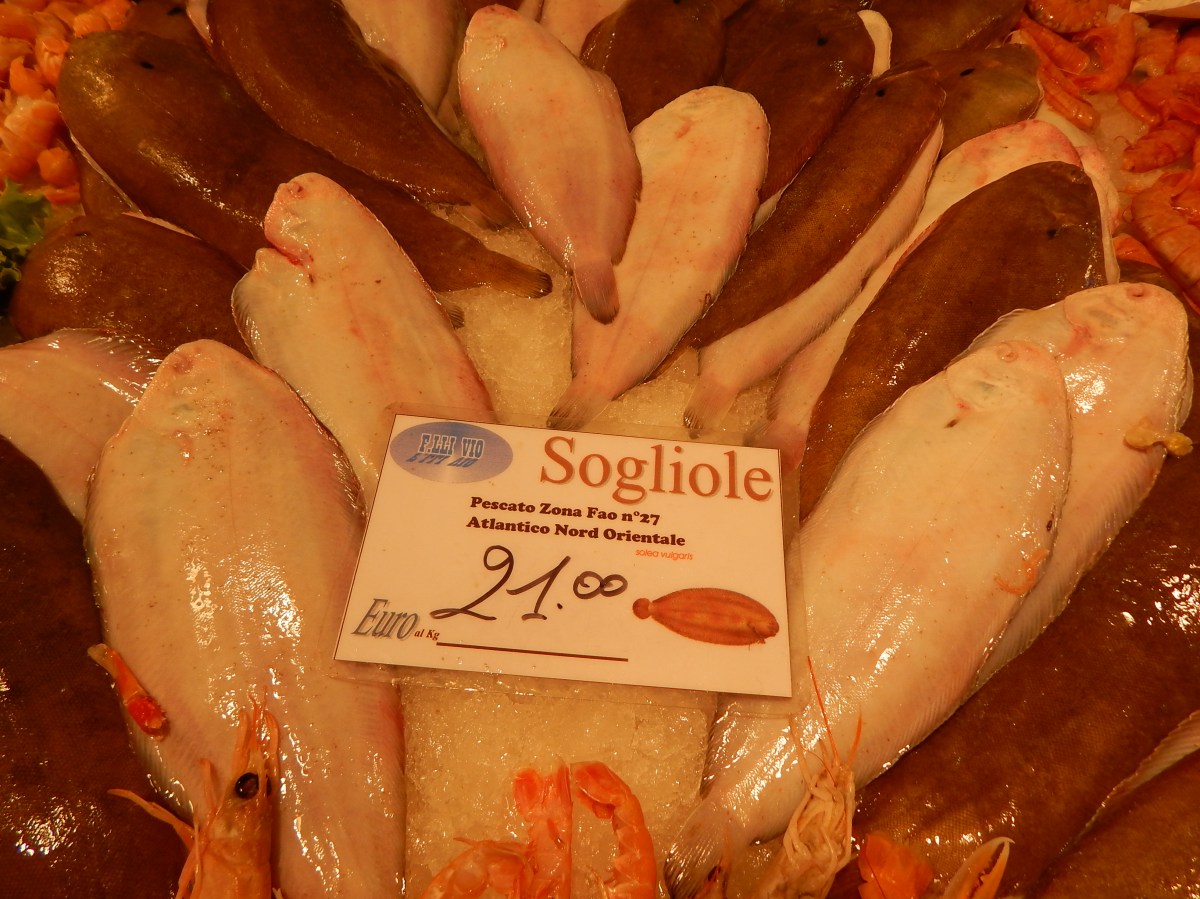 F.LLI VIO
Sogliole
Pescato Zona Fao n°27
Atlantico Nord Orientale
solea vulgaris
21.00
Euro al Kg